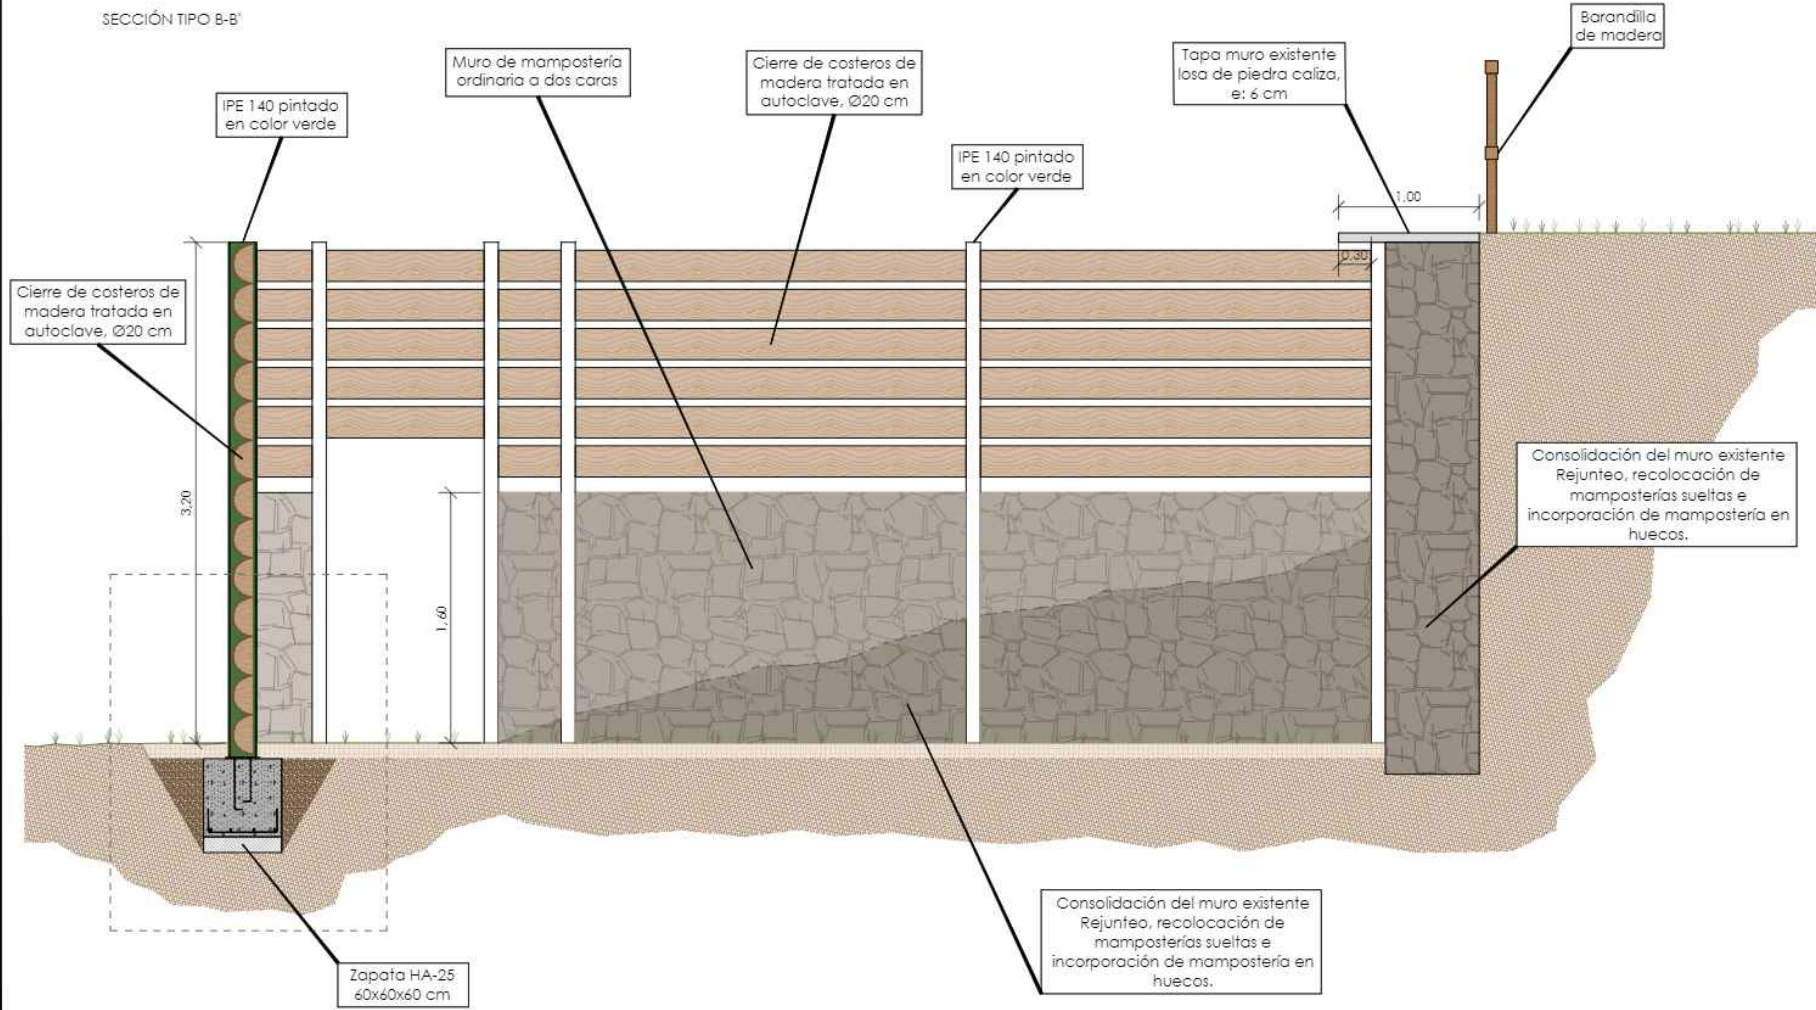 SECCIÓN TIPO B-B'
Barandilla
de madera
Muro de mampostería
ordinaria a dos caras
Cierre de costeros de
madera tratada en
autoclave, Ø20 cm
Tapa muro existente
losa de piedra caliza,
e: 6 cm
IPE 140 pintado
en color verde
IPE 140 pintado
en color verde
1,00
0,30
Cierre de costeros de
madera tratada en
autoclave, Ø20 cm
3,20
1,60
Consolidación del muro existente
Rejunteo, recolocación de
mamposterías sueltas e
incorporación de mampostería en
huecos.
Consolidación del muro existente
Rejunteo, recolocación de
mamposterías sueltas e
incorporación de mampostería en
huecos.
Zapata HA-25
60x60x60 cm